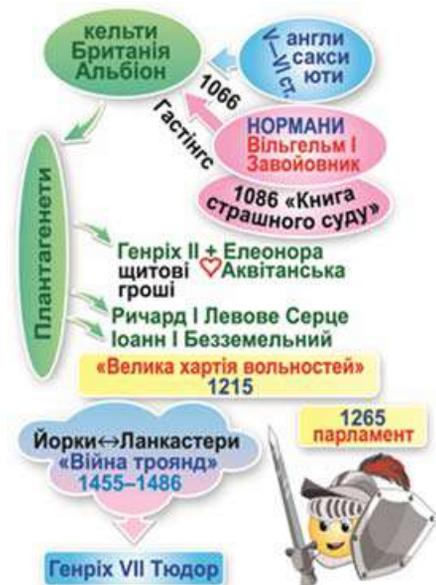 кельти
Британія
Альбіон
V–VI ст.
англи
сакси
юти
1066
Гастінгс
НОРМАНИ
Вільгельм І
Завойовник
1086 «Книга
страшного суду»
Плантагенети
Генріх ІІ + Елеонора
щитові Аквітанська
гроші
Ричард І Левове Серце
Іоанн І Безземельний
«Велика хартія вольностей»
1215
1265
парламент
Йорки↔Ланкастери
«Війна троянд»
1455–1486
Генріх VII Тюдор